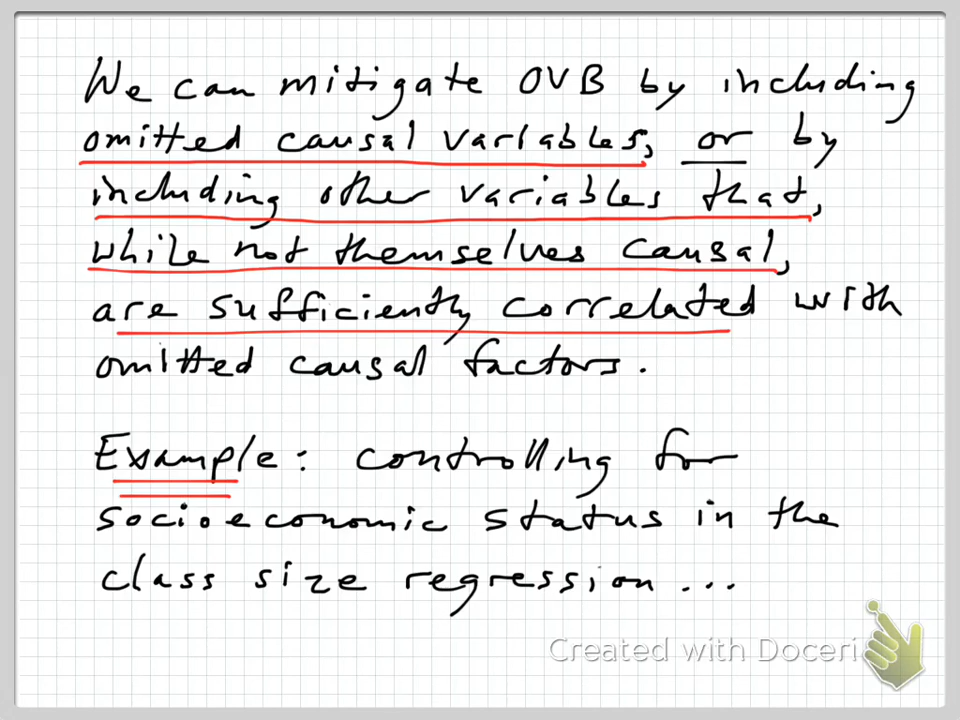 We can mitigate OVB by including
omitted causal variables, or by
including other variables that,
while not themselves causal,
are sufficiently correlated with
omitted causal factors.
Example: controlling for
socioeconomic status in the
class size regression ...
Created with Doceri